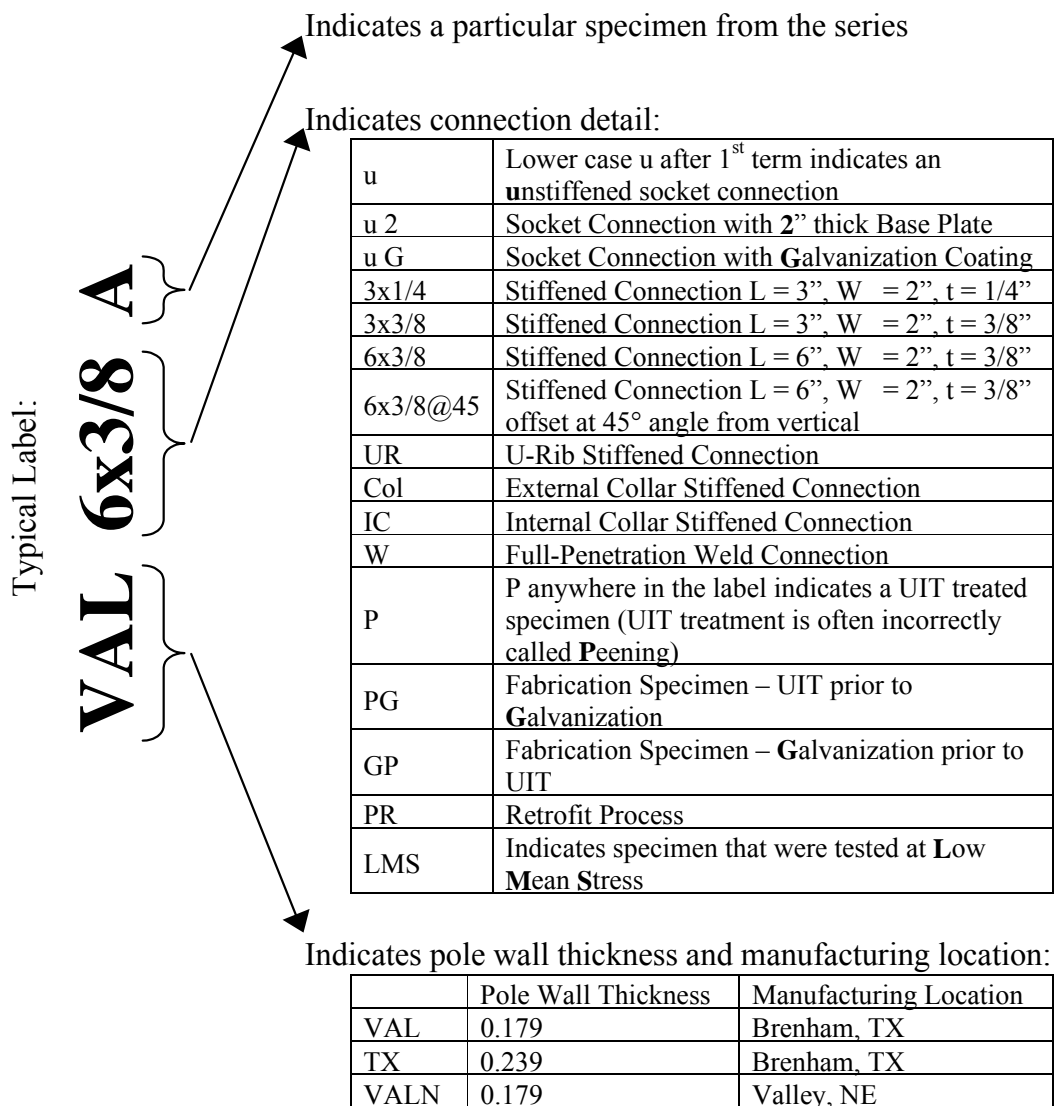 Indicates a particular specimen from the series
Indicates connection detail:
u
Lower case u after 1st term indicates an
unstiffened socket connection
u 2
Socket Connection with 2” thick Base Plate
u G
Socket Connection with Galvanization Coating
3x1/4
Stiffened Connection L = 3”, W = 2”, t = 1/4”
3x3/8
Stiffened Connection L = 3”, W = 2”, t = 3/8”
6x3/8
Stiffened Connection L = 6”, W = 2”, t = 3/8”
6x3/8@45
Stiffened Connection L = 6”, W = 2”, t = 3/8”
offset at 45° angle from vertical
UR
U-Rib Stiffened Connection
Col
External Collar Stiffened Connection
IC
Internal Collar Stiffened Connection
W
Full-Penetration Weld Connection
P
P anywhere in the label indicates a UIT treated
specimen (UIT treatment is often incorrectly
called Peening)
PG
Fabrication Specimen – UIT prior to
Galvanization
GP
Fabrication Specimen – Galvanization prior to
UIT
PR
Retrofit Process
LMS
Indicates specimen that were tested at Low
Mean Stress
Typical Label:
VAL 6x3/8 A
Indicates pole wall thickness and manufacturing location:
Pole Wall Thickness
Manufacturing Location
VAL
0.179
Brenham, TX
TX
0.239
Brenham, TX
VALN
0.179
Valley, NE